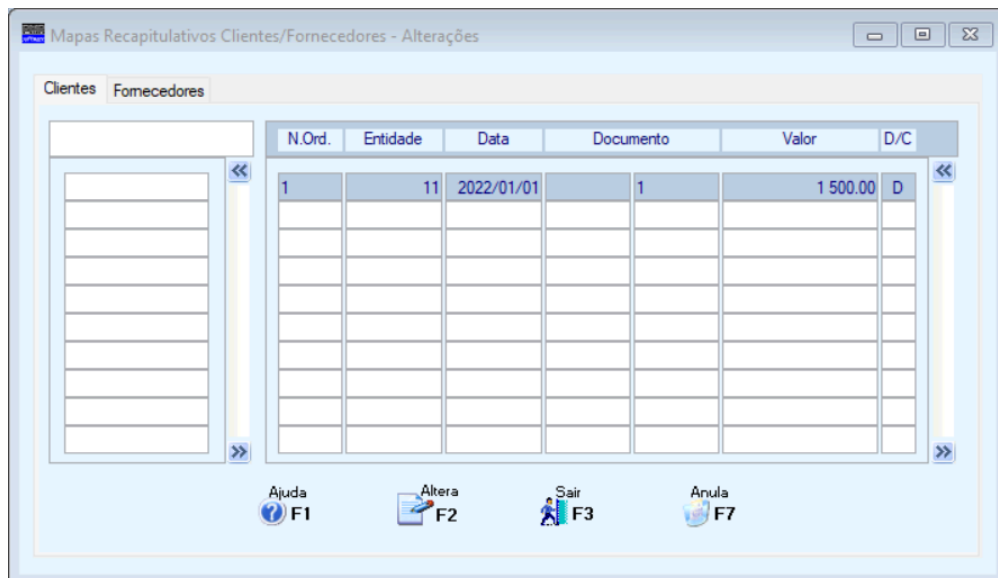 Mapas Recapitulativos Clientes/Fornecedores - Alterações
Clientes Fornecedores
N.Ord. Entidade Data Documento Valor D/C
1 11 2022/01/01 1 1 500.00 D
Ajuda Altera Sair Anula
F1 F2 F3 F7